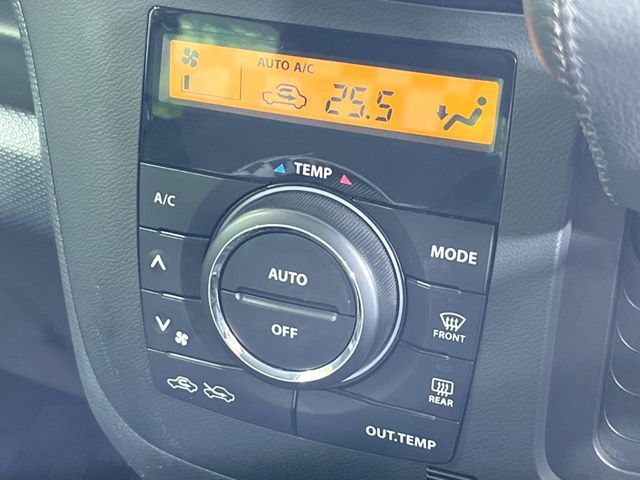 AUTO A/C
25.5
TEMP
A/C
MODE
AUTO
OFF
FRONT
REAR
OUT.TEMP